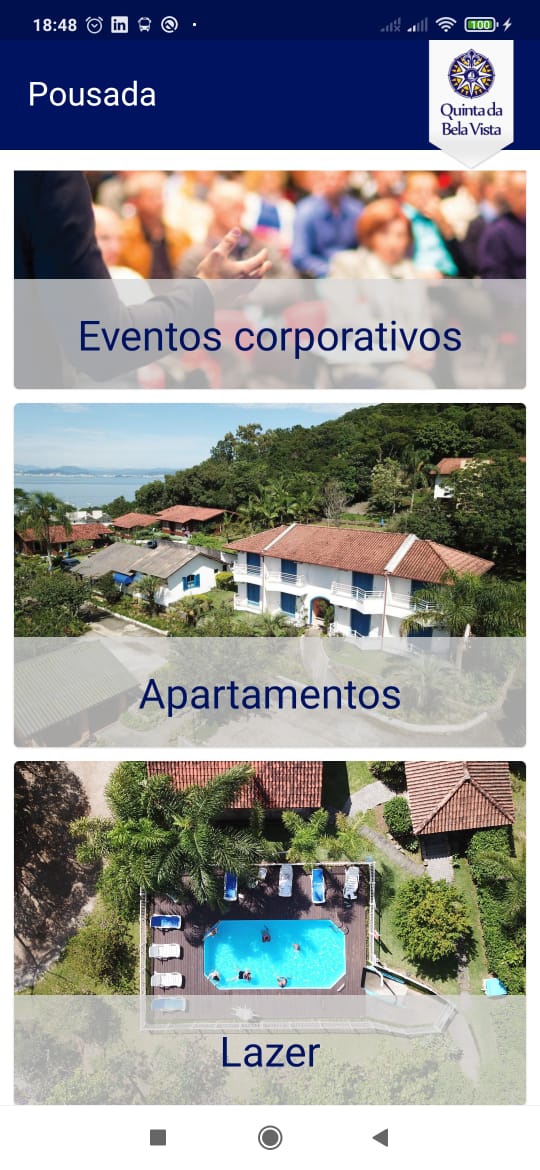 18:48
100
Pousada
Quinta da
Bela Vista
Eventos corporativos
Apartamentos
Lazer